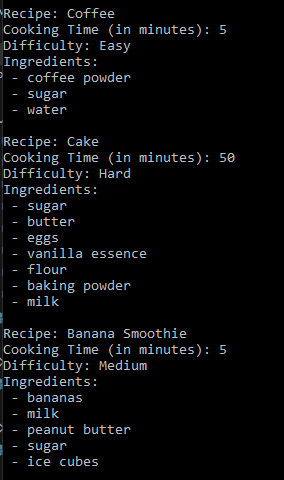 Recipe: Coffee
Cooking Time (in minutes): 5
Difficulty: Easy
Ingredients:
- coffee powder
- sugar
- water
Recipe: Cake
Cooking Time (in minutes): 50
Difficulty: Hard
Ingredients:
- sugar
- butter
- eggs
- vanilla essence
- flour
- baking powder
- milk
Recipe: Banana Smoothie
Cooking Time (in minutes): 5
Difficulty: Medium
Ingredients:
- bananas
- milk
- peanut butter
- sugar
- ice cubes